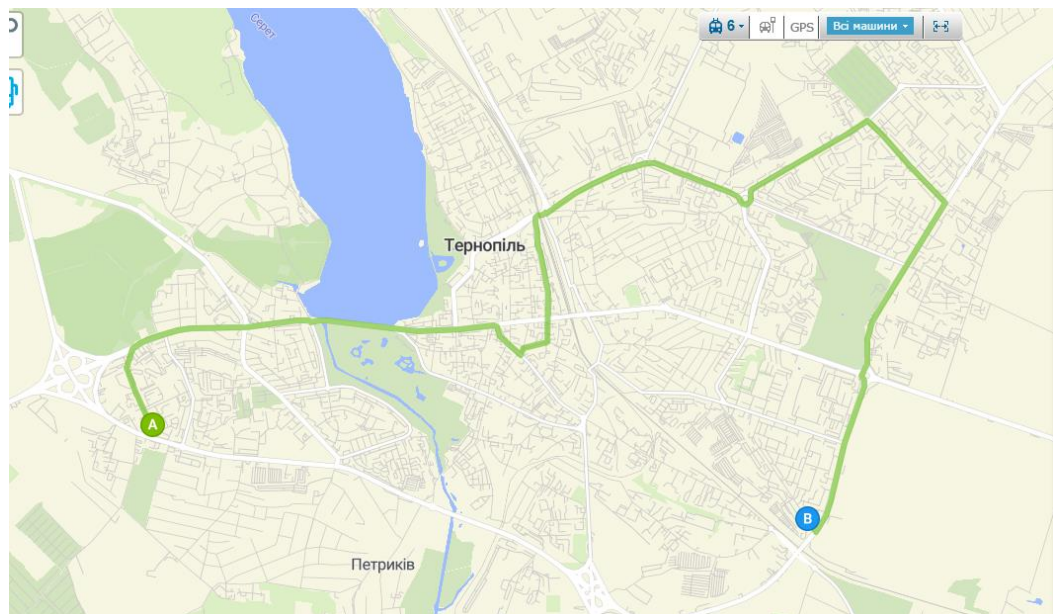 Серет
6
GPS
Всі машини
Тернопіль
A
B
Петриків